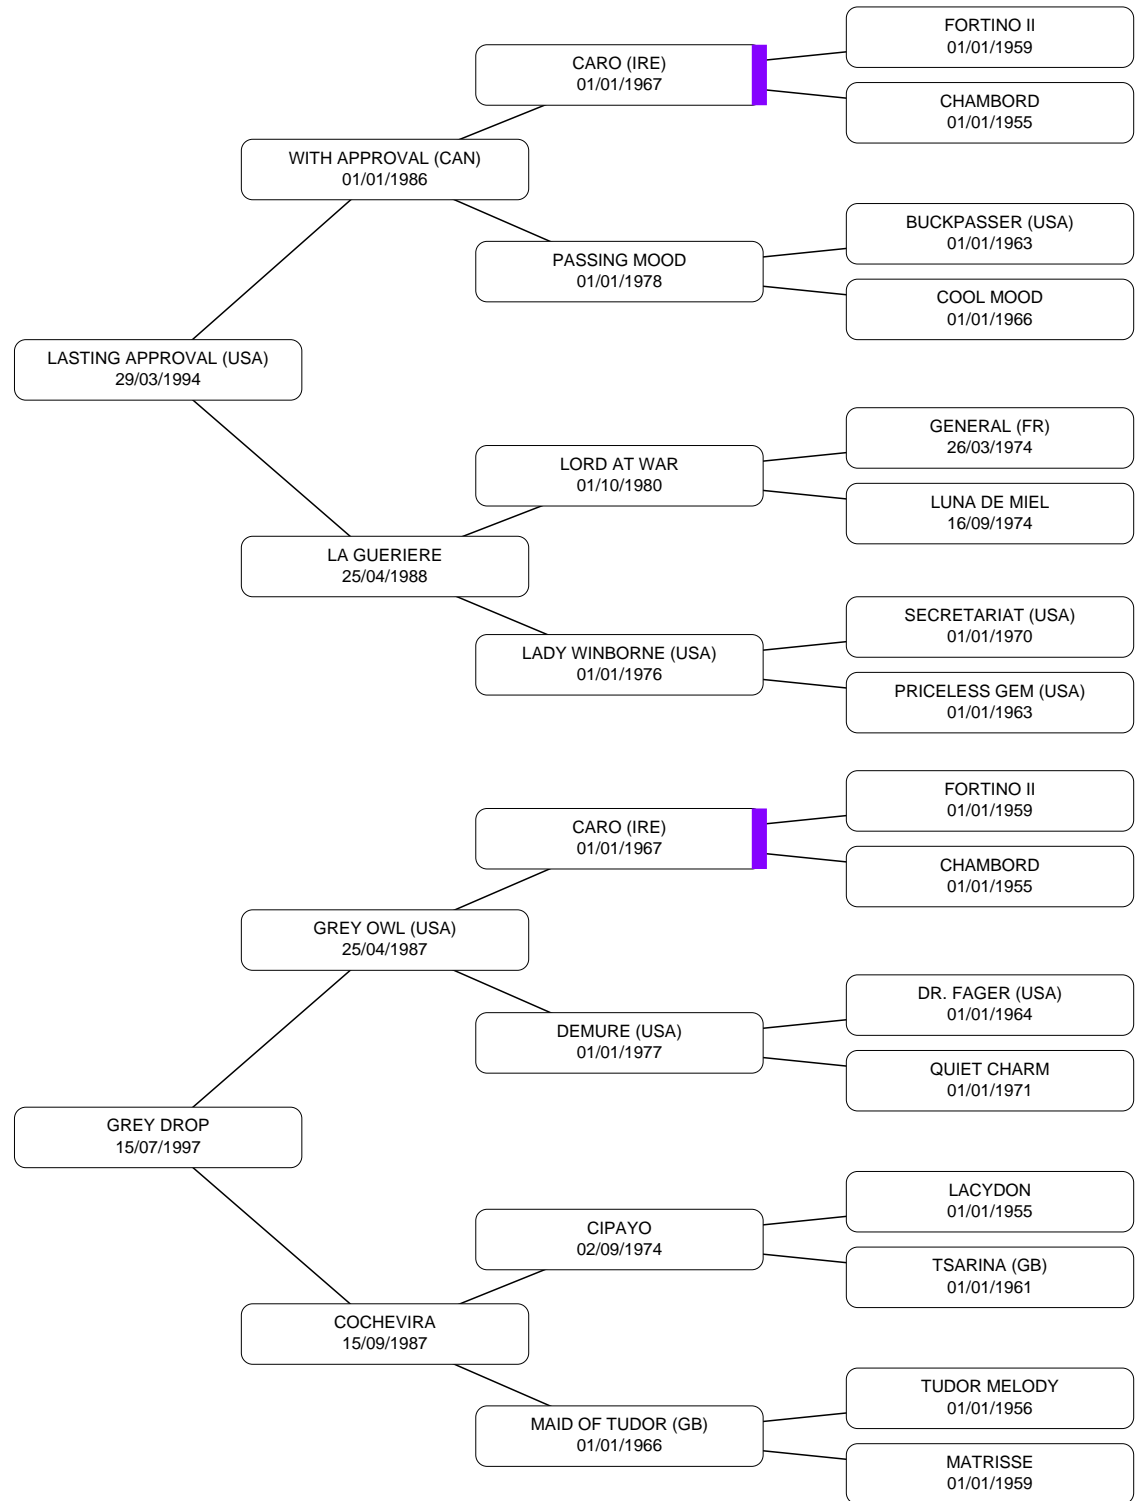 FORTINO II
01/01/1959
CARO (IRE)
01/01/1967
CHAMBORD
01/01/1955
WITH APPROVAL (CAN)
01/01/1986
BUCKPASSER (USA)
01/01/1963
PASSING MOOD
01/01/1978
COOL MOOD
01/01/1966
LASTING APPROVAL (USA)
29/03/1994
GENERAL (FR)
26/03/1974
LORD AT WAR
01/10/1980
LUNA DE MIEL
16/09/1974
LA GUERIERE
25/04/1988
SECRETARIAT (USA)
01/01/1970
LADY WINBORNE (USA)
01/01/1976
PRICELESS GEM (USA)
01/01/1963
FORTINO II
01/01/1959
CARO (IRE)
01/01/1967
CHAMBORD
01/01/1955
GREY OWL (USA)
25/04/1987
DR. FAGER (USA)
01/01/1964
DEMURE (USA)
01/01/1977
QUIET CHARM
01/01/1971
GREY DROP
15/07/1997
LACYDON
01/01/1955
CIPAYO
02/09/1974
TSARINA (GB)
01/01/1961
COCHEVIRA
15/09/1987
TUDOR MELODY
01/01/1956
MAID OF TUDOR (GB)
01/01/1966
MATRISSE
01/01/1959